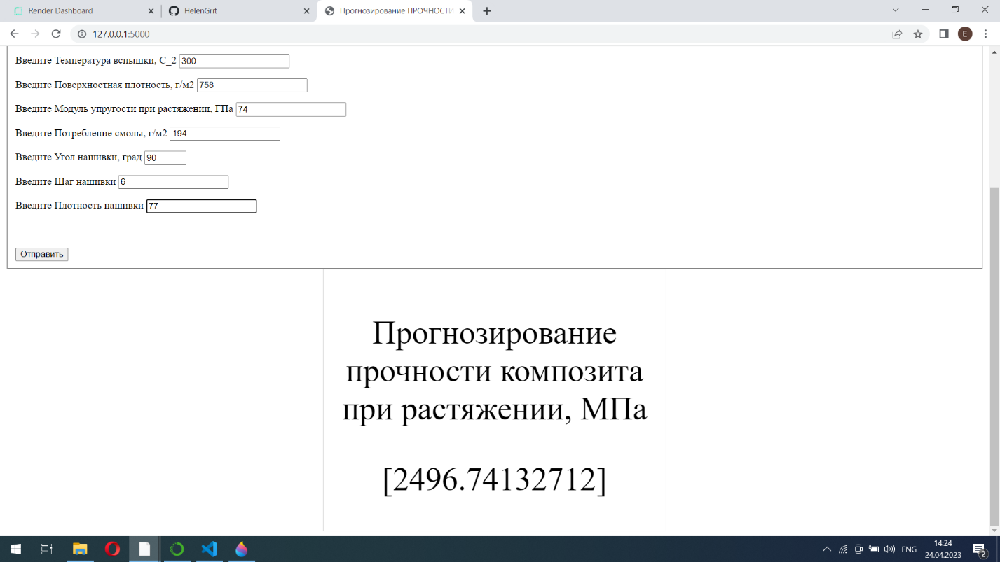 Render Dashboard
HelenGrit
Прогнозирование ПРОЧНОСТИ
127.0.0.1:5000
E
Введите Температура вспышки, С_2 300
Введите Поверхностная плотность, г/м2 758
Введите Модуль упругости при растяжении, ГПа 74
Введите Потребление смолы, г/м2 194
Введите Угол нашивки, град 90
Введите Шаг нашивки 6
Введите Плотность нашивки 77
Отправить
Прогнозирование
прочности композита
при растяжении, МПа
[2496.74132712]
ENG
14:24
24.04.2023
2